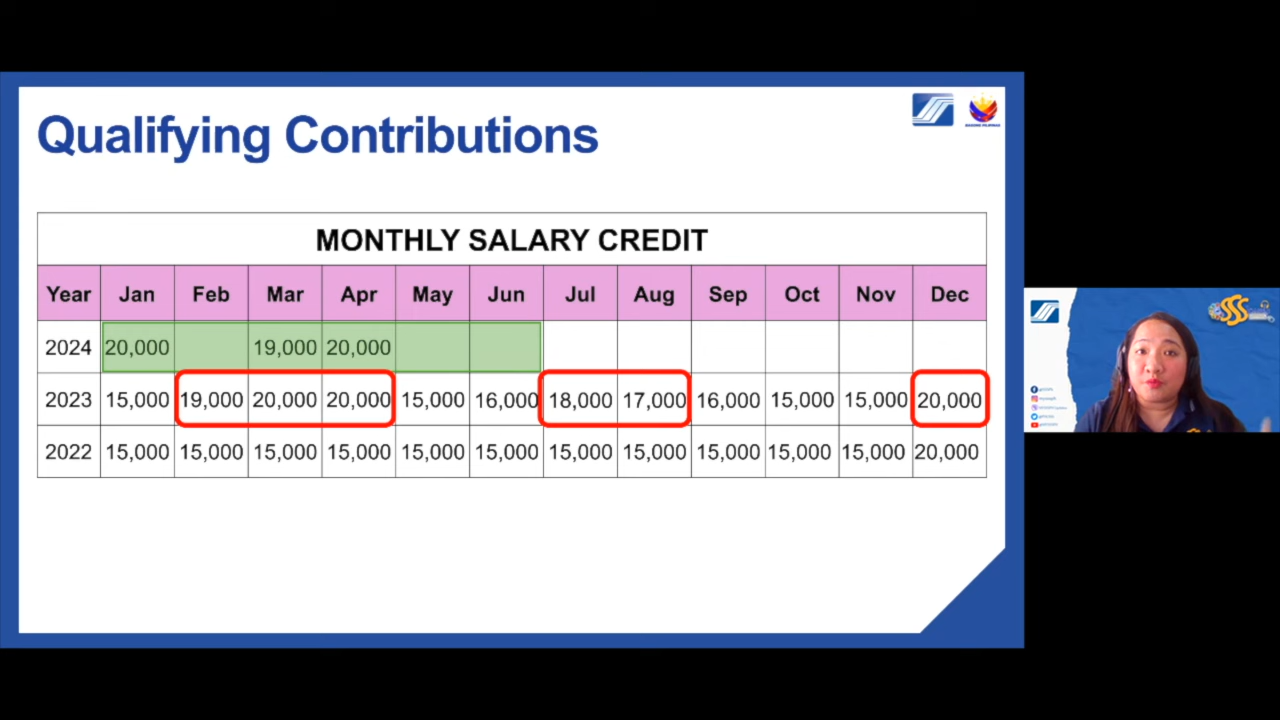 Qualifying Contributions
MONTHLY SALARY CREDIT
Year Jan Feb Mar Apr May Jun Jul Aug Sep Oct Nov Dec
2024 20,000 19,000 20,000
2023 15,000 19,000 20,000 20,000 15,000 16,000 18,000 17,000 16,000 15,000 15,000 20,000
2022 15,000 15,000 15,000 15,000 15,000 15,000 15,000 15,000 15,000 15,000 15,000 20,000
SSS